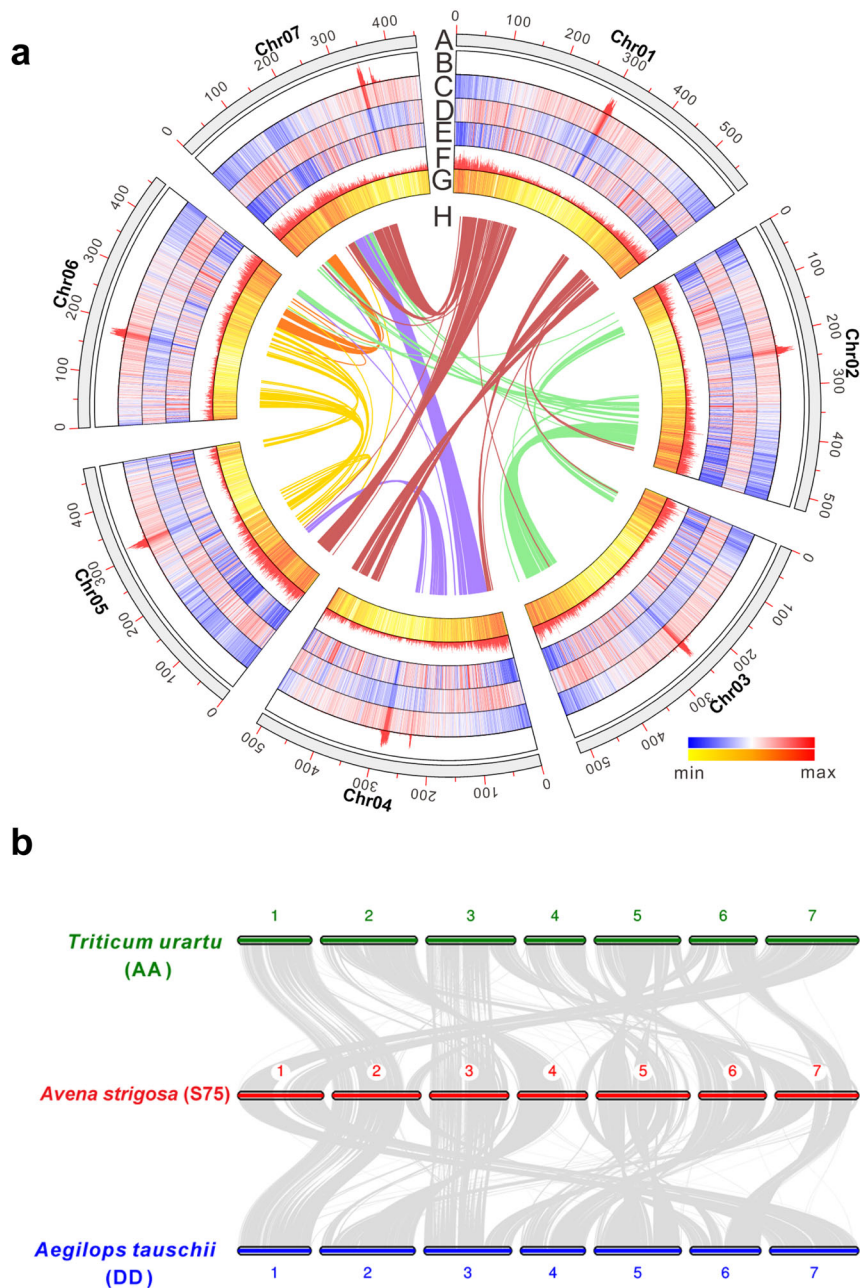 a
A
B
C
D
E
F
G
H
Chr01
0
100
200
300
400
500
Chr02
0
100
200
300
400
500
Chr03
0
100
200
300
400
500
Chr04
0
100
200
300
400
500
Chr05
0
100
200
300
400
Chr06
0
100
200
300
400
Chr07
0
100
200
300
400
min max
b
1 2 3 4 5 6 7
Triticum urartu
(AA)
1 2 3 4 5 6 7
Avena strigosa (S75)
Aegilops tauschii
(DD)
1 2 3 4 5 6 7